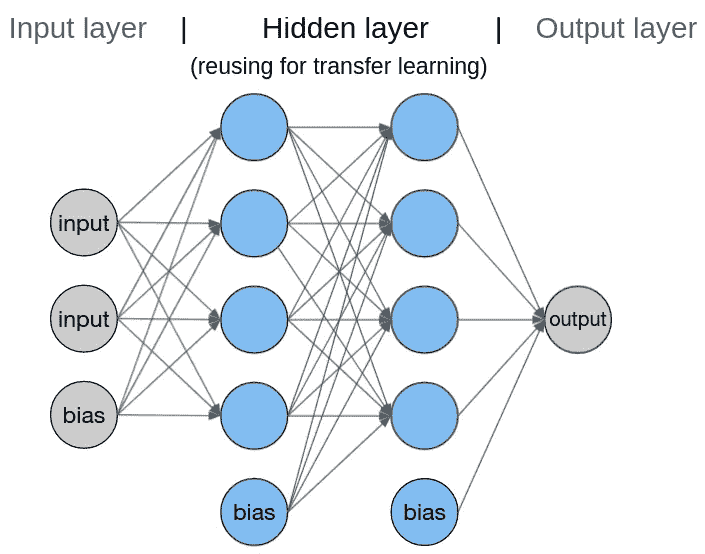 Input layer | Hidden layer | Output layer
(reusing for transfer learning)
input
input
output
bias
bias
bias